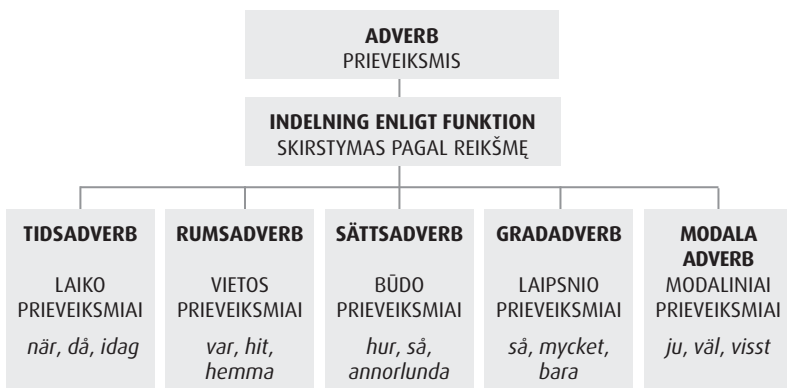 ADVERB
PRIEVEIKSMIS
INDELNING ENLIGT FUNKTION
SKIRSTYMAS PAGAL REIKŠMĘ
TIDSADVERB
LAIKO
PRIEVEIKSMIAI
när, då, idag
RUMSADVERB
VIETOS
PRIEVEIKSMIAI
var, hit,
hemma
SÄTTSADVERB
BŪDO
PRIEVEIKSMIAI
hur, så,
annorlunda
GRADADVERB
LAIPSNIO
PRIEVEIKSMIAI
så, mycket,
bara
MODALA
ADVERB
MODALINIAI
PRIEVEIKSMIAI
ju, väl, visst